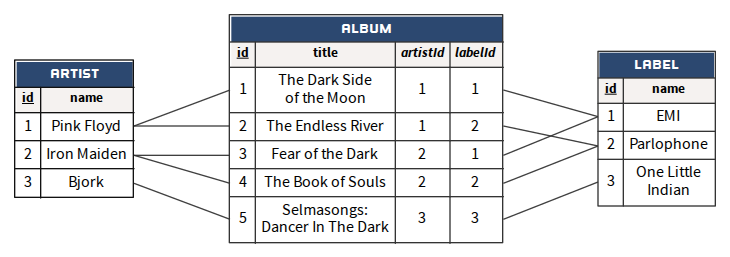 ARTIST
id name
1 Pink Floyd
2 Iron Maiden
3 Bjork
ALBUM
id title artistId labelId
1 The Dark Side
of the Moon 1 1
2 The Endless River 1 2
3 Fear of the Dark 2 1
4 The Book of Souls 2 2
5 Selmasongs:
Dancer In The Dark 3 3
LABEL
id name
1 EMI
2 Parlophone
3 One Little
Indian